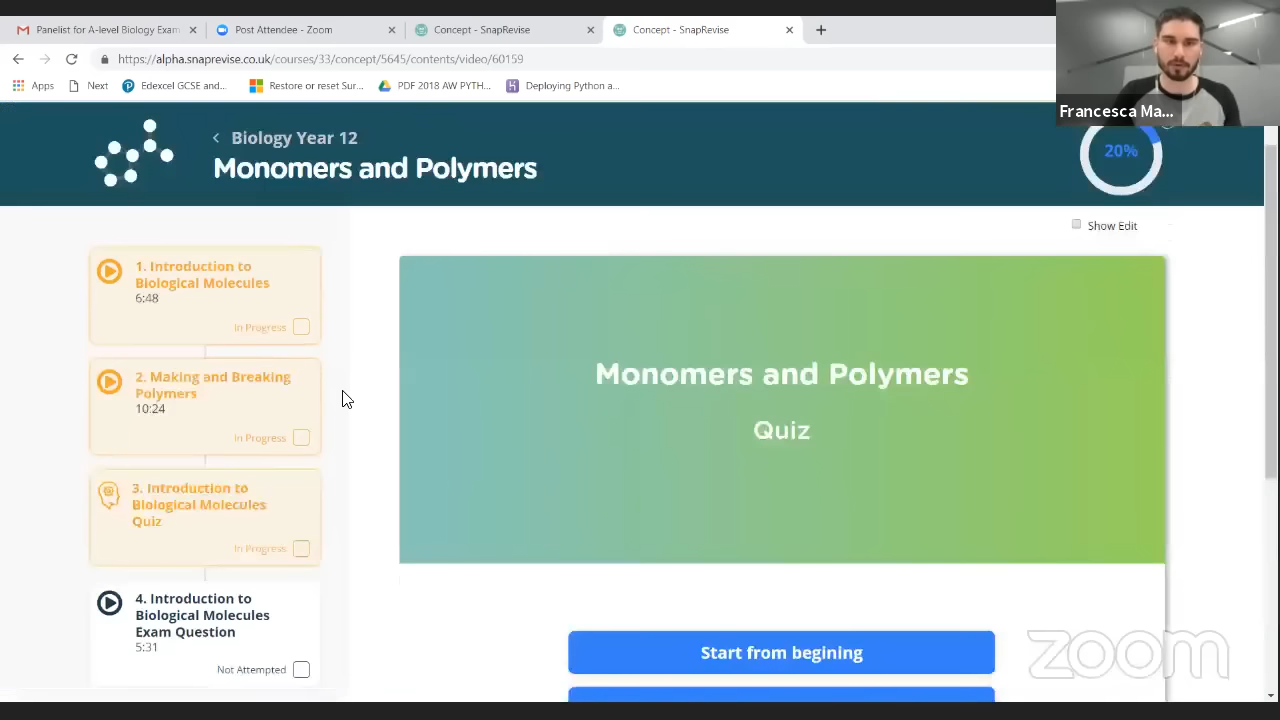 Panelist for A-level Biology Exam
Post Attendee - Zoom
Concept - SnapRevise
Concept - SnapRevise
https://alpha.snaprevise.co.uk/courses/33/concept/5645/contents/video/60159
Apps
Next
Edexcel GCSE and...
Restore or reset Sur...
PDF 2018 AW PYTH...
Deploying Python a...
Francesca Ma...
Biology Year 12
Monomers and Polymers
20%
Show Edit
1. Introduction to
Biological Molecules
6:48
In Progress
2. Making and Breaking
Polymers
10:24
In Progress
3. Introduction to
Biological Molecules
Quiz
In Progress
4. Introduction to
Biological Molecules
Exam Question
5:31
Not Attempted
Monomers and Polymers
Quiz
Start from begining
zoom